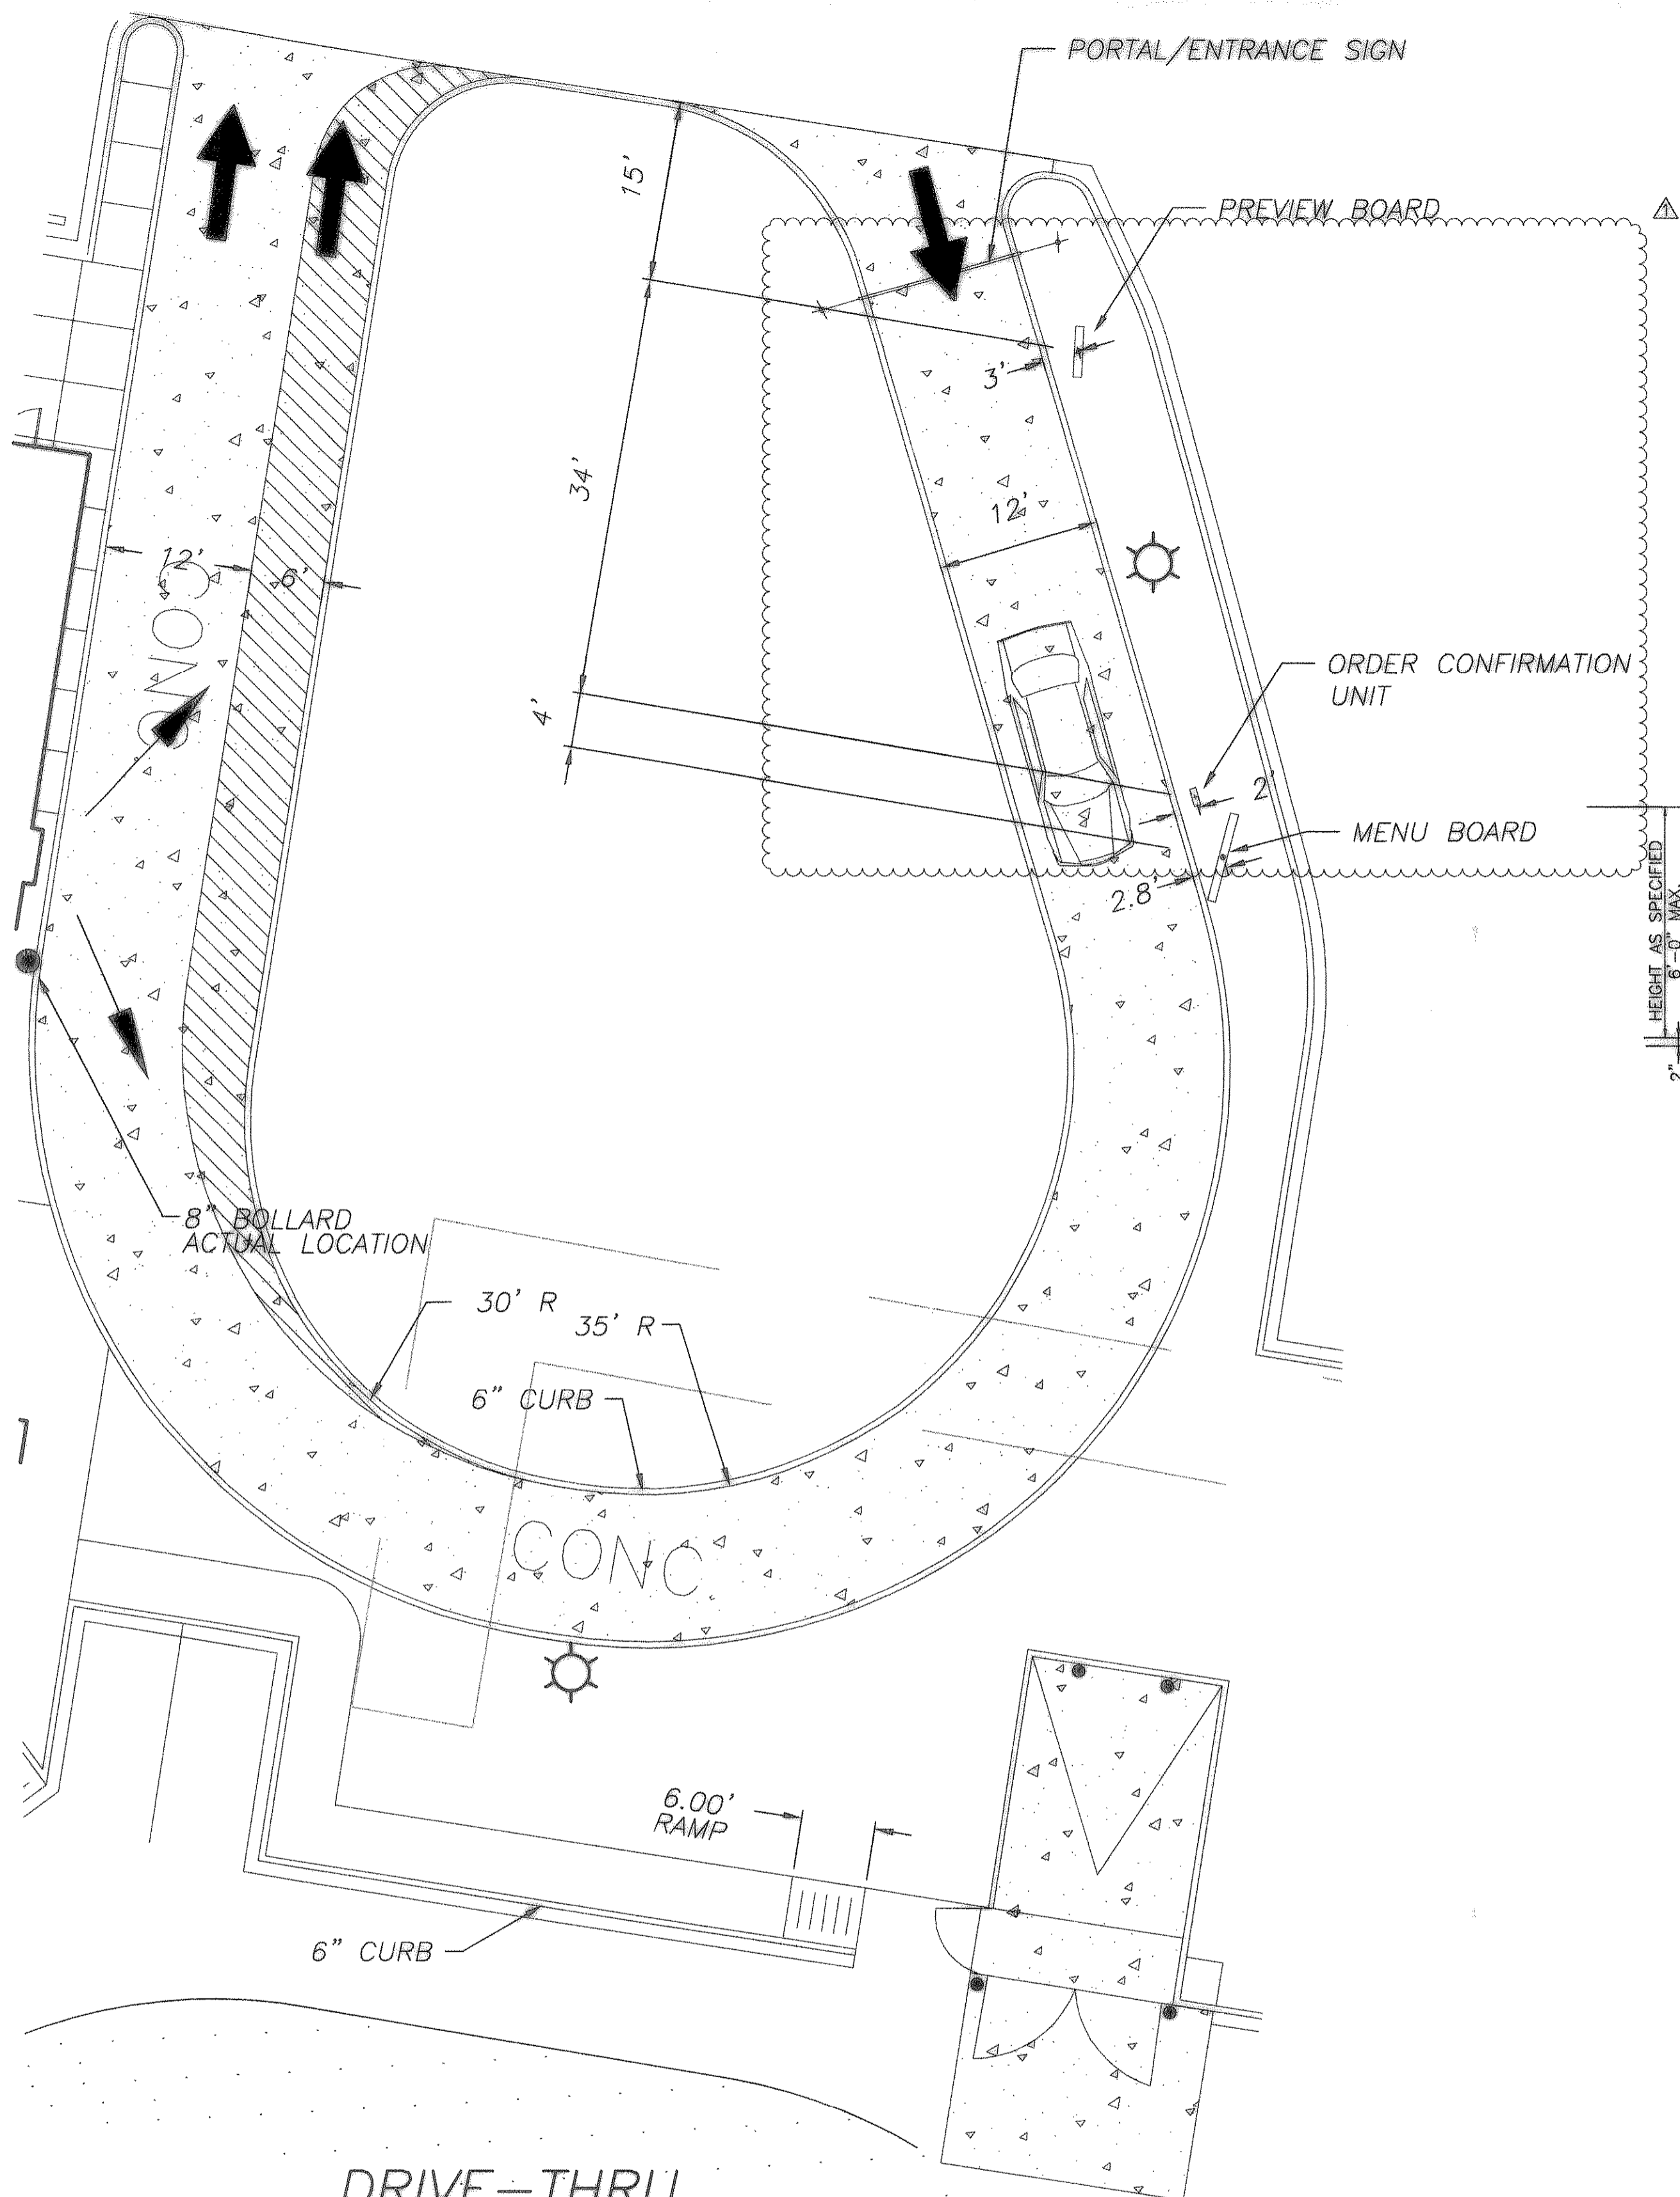 PORTAL/ENTRANCE SIGN
15'
PREVIEW BOARD
1
3'
34'
12'
12'
6'
CONC
ORDER CONFIRMATION
UNIT
4'
2'
MENU BOARD
2.8'
HEIGHT AS SPECIFIED
6'-0" MAX.
2"
8" BOLLARD
ACTUAL LOCATION
30' R
35' R
6" CURB
CONC.
6.00'
RAMP
6" CURB
DRIVE-THRU